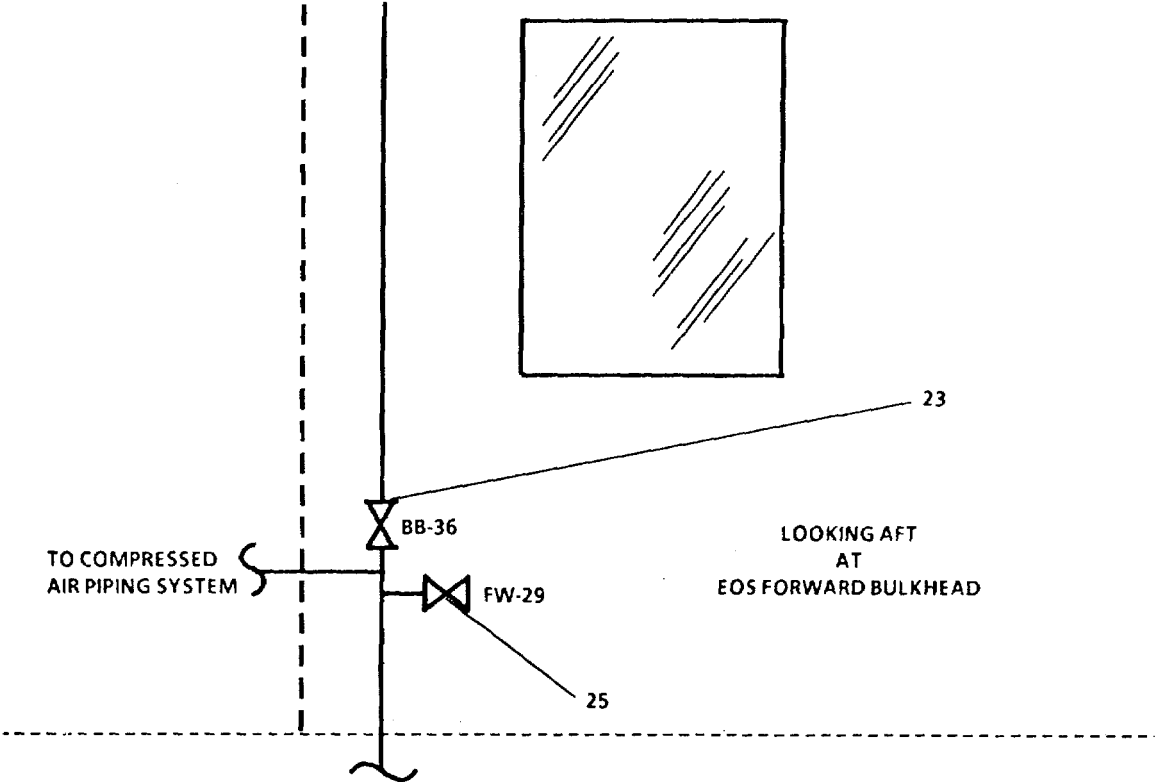 23
BB-36
LOOKING AFT
AT
EOS FORWARD BULKHEAD
TO COMPRESSED
AIR PIPING SYSTEM
FW-29
25